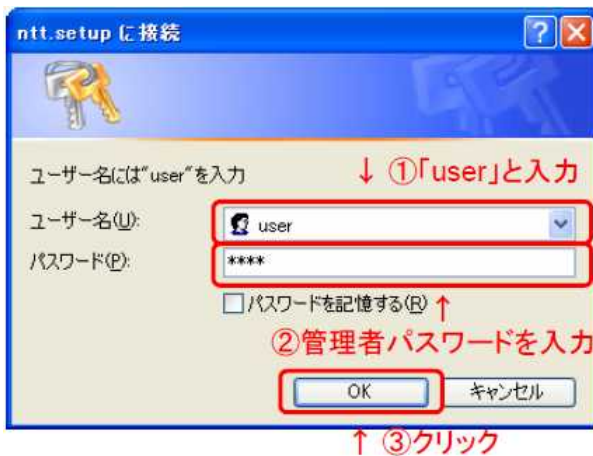 ntt.setup に接続
ユーザー名には"user"を入力
↓ ①「user」と入力
ユーザー名(U):
user
パスワード(P):
****
パスワードを記憶する(R)
↑
②管理者パスワードを入力
OK
キャンセル
↑ ③クリック